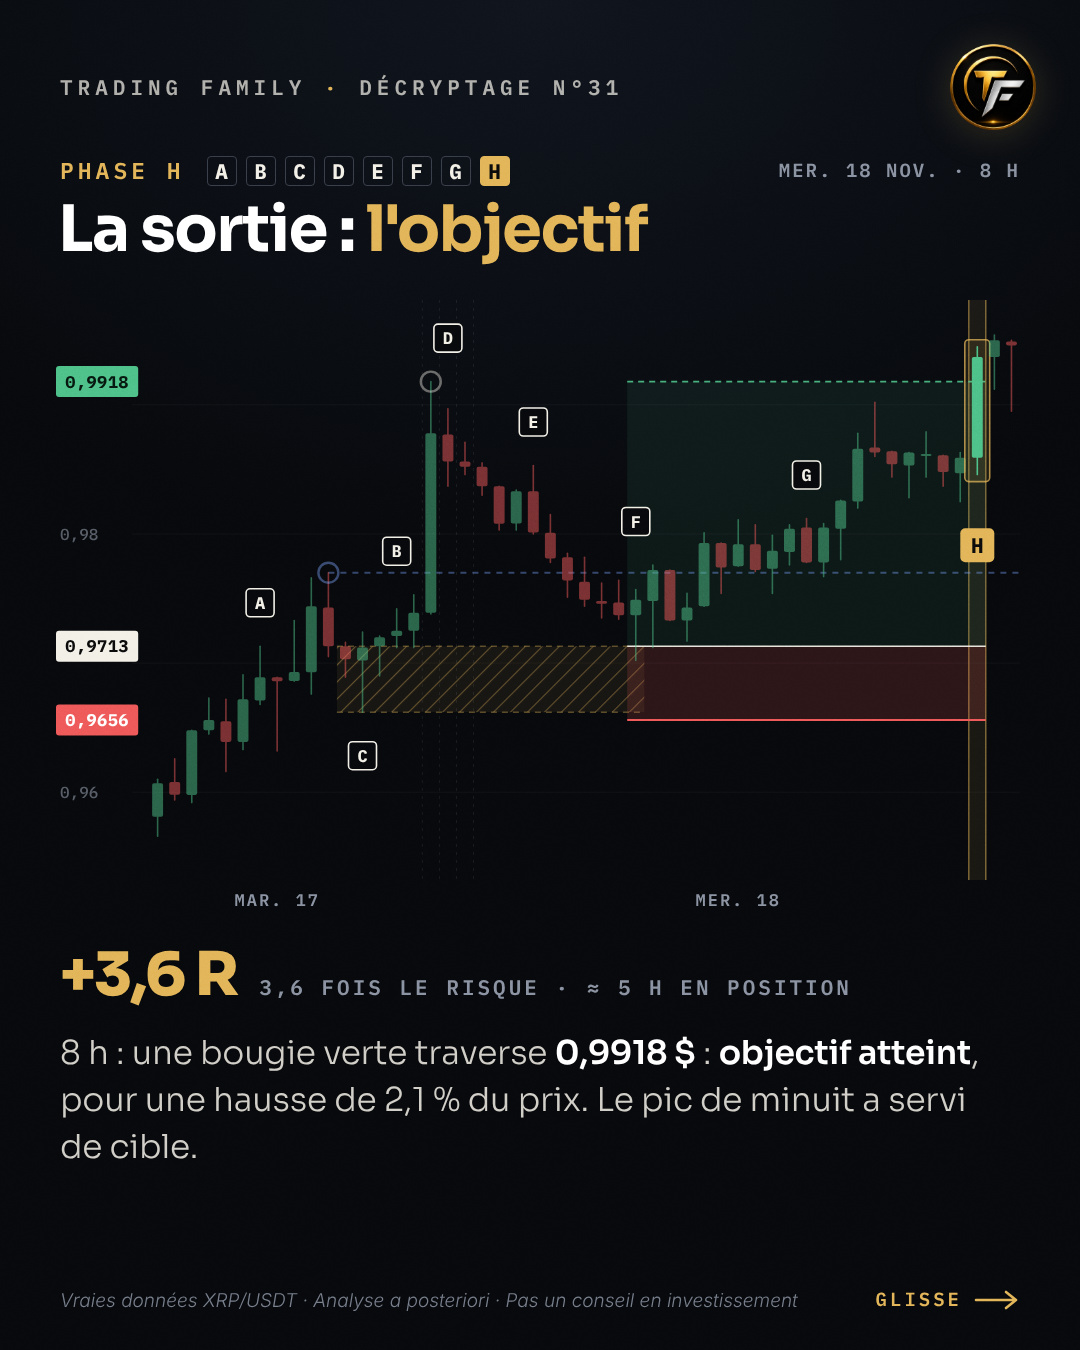 TRADING FAMILY · DÉCRYPTAGE N°31
TF
PHASE H A B C D E F G H
MER. 18 NOV. · 8 H
La sortie : l'objectif
D
0,9918
E
G
F
0,98
B
H
A
0,9713
0,9656
C
0,96
MAR. 17
MER. 18
+3,6 R 3,6 FOIS LE RISQUE · ≈ 5 H EN POSITION
8 h : une bougie verte traverse 0,9918 $ : objectif atteint,
pour une hausse de 2,1 % du prix. Le pic de minuit a servi
de cible.
Vraies données XRP/USDT · Analyse a posteriori · Pas un conseil en investissement
GLISSE →